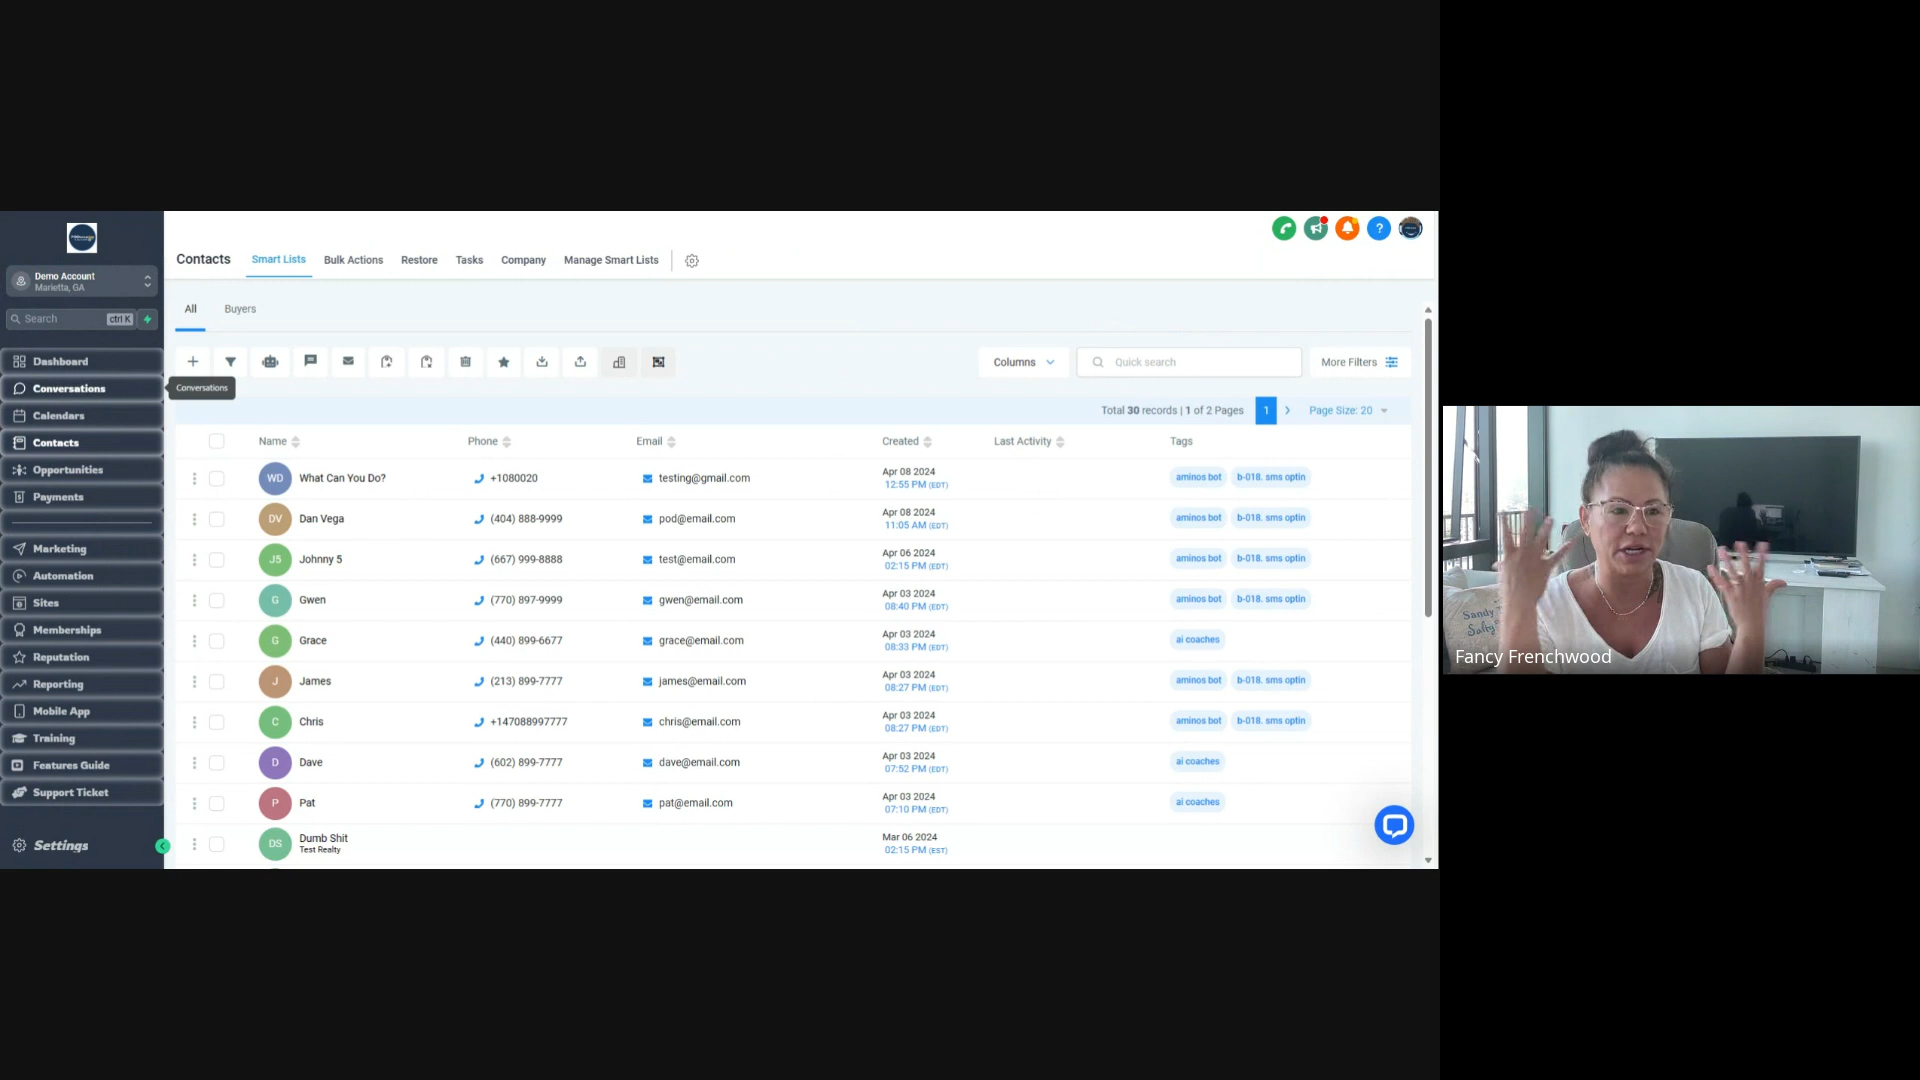 Demo Account
Marietta, GA
Search
ctrl K
Dashboard
Conversations
Calendars
Contacts
Opportunities
Payments
Marketing
Automation
Sites
Memberships
Reputation
Reporting
Mobile App
Training
Features Guide
Support Ticket
Settings
Conversations
Contacts Smart Lists Bulk Actions Restore Tasks Company Manage Smart Lists
All Buyers
Columns Quick search More Filters
Total 30 records | 1 of 2 Pages 1 Page Size: 20
Name Phone Email Created Last Activity Tags
WD What Can You Do? +1080020 testing@gmail.com Apr 08 2024 12:55 PM (EDT) aminos bot b-018. sms optin
DV Dan Vega (404) 888-9999 pod@email.com Apr 08 2024 11:05 AM (EDT) aminos bot b-018. sms optin
J5 Johnny 5 (667) 999-8888 test@email.com Apr 06 2024 02:15 PM (EDT) aminos bot b-018. sms optin
G Gwen (770) 897-9999 gwen@email.com Apr 03 2024 08:40 PM (EDT) aminos bot b-018. sms optin
G Grace (440) 899-6677 grace@email.com Apr 03 2024 08:33 PM (EDT) ai coaches
J James (213) 899-7777 james@email.com Apr 03 2024 08:27 PM (EDT) aminos bot b-018. sms optin
C Chris +147088997777 chris@email.com Apr 03 2024 08:27 PM (EDT) aminos bot b-018. sms optin
D Dave (602) 899-7777 dave@email.com Apr 03 2024 07:52 PM (EDT) ai coaches
P Pat (770) 899-7777 pat@email.com Apr 03 2024 07:10 PM (EDT) ai coaches
DS Dumb Shit Mar 06 2024 02:15 PM (EST)
Test Realty
Sandy
Salty
Fancy Frenchwood